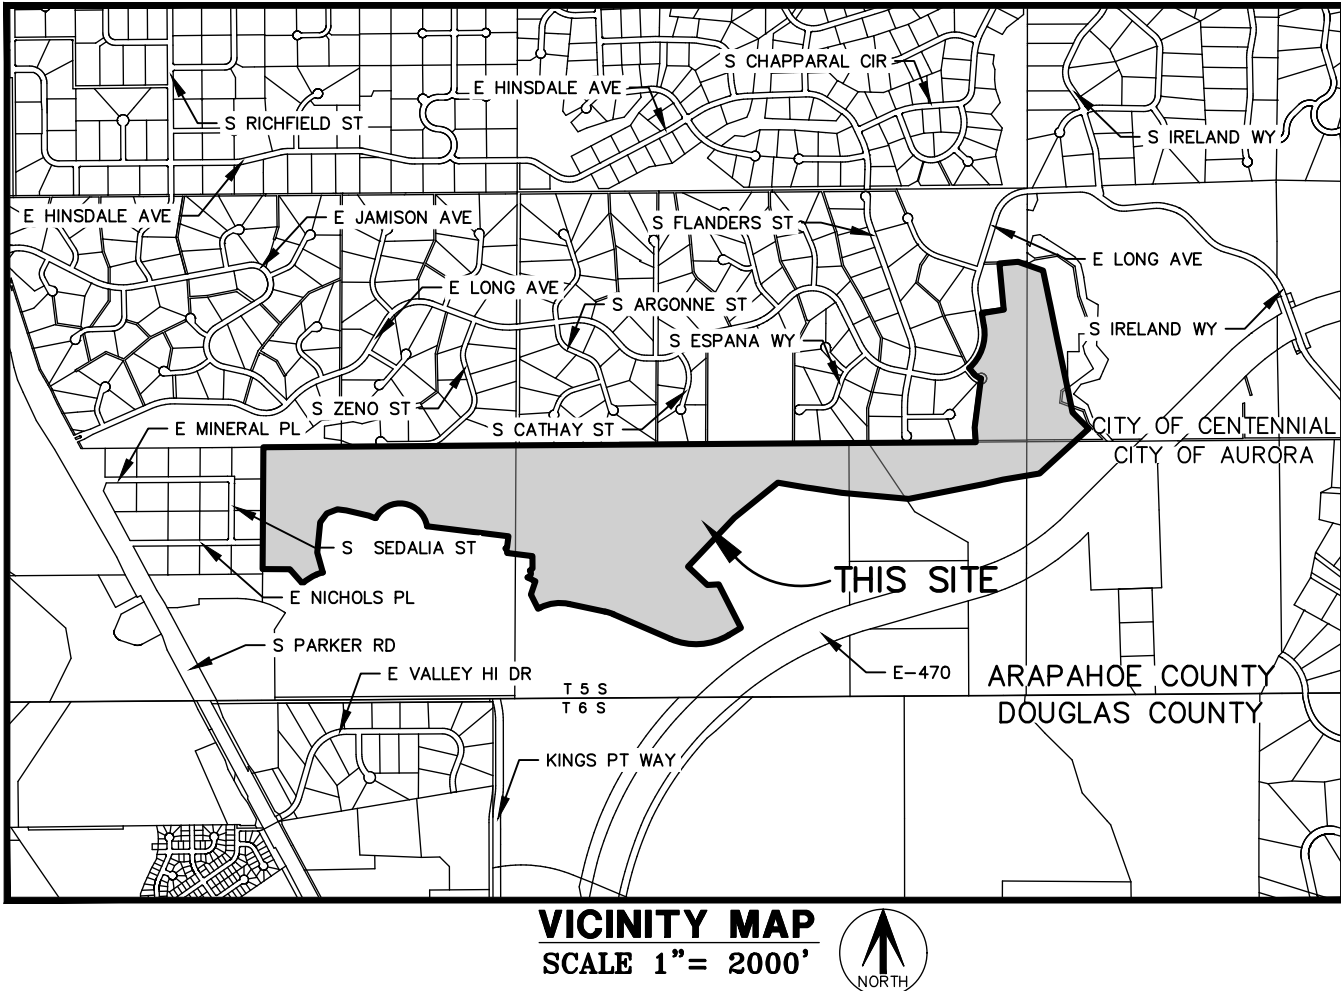 S CHAPPARAL CIR
E HINSDALE AVE
S RICHFIELD ST
S IRELAND WY
E HINSDALE AVE
E JAMISON AVE
S FLANDERS ST
E LONG AVE
E LONG AVE
S ARGONNE ST
S IRELAND WY
S ESPANA WY
S ZENO ST
E MINERAL PL
S CATHAY ST
CITY OF CENTENNIAL
CITY OF AURORA
S SEDALIA ST
THIS SITE
E NICHOLS PL
S PARKER RD
E VALLEY HI DR
E-470
ARAPAHOE COUNTY
T 5 S
T 6 S
DOUGLAS COUNTY
KINGS PT WAY
VICINITY MAP
SCALE 1"= 2000'
NORTH